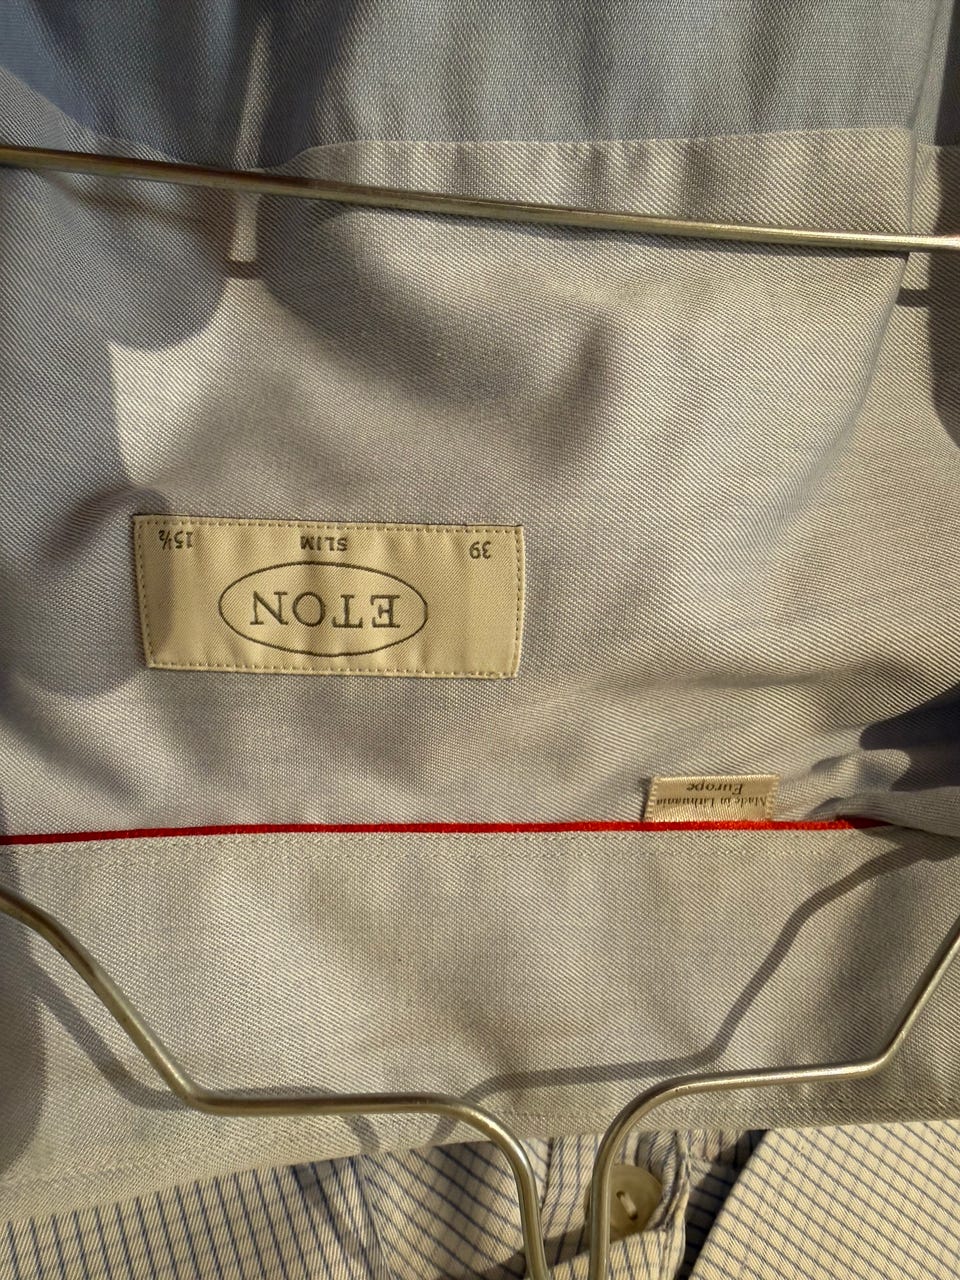 ETON
39 SLIM 15½
Made in Lithuania
Europe